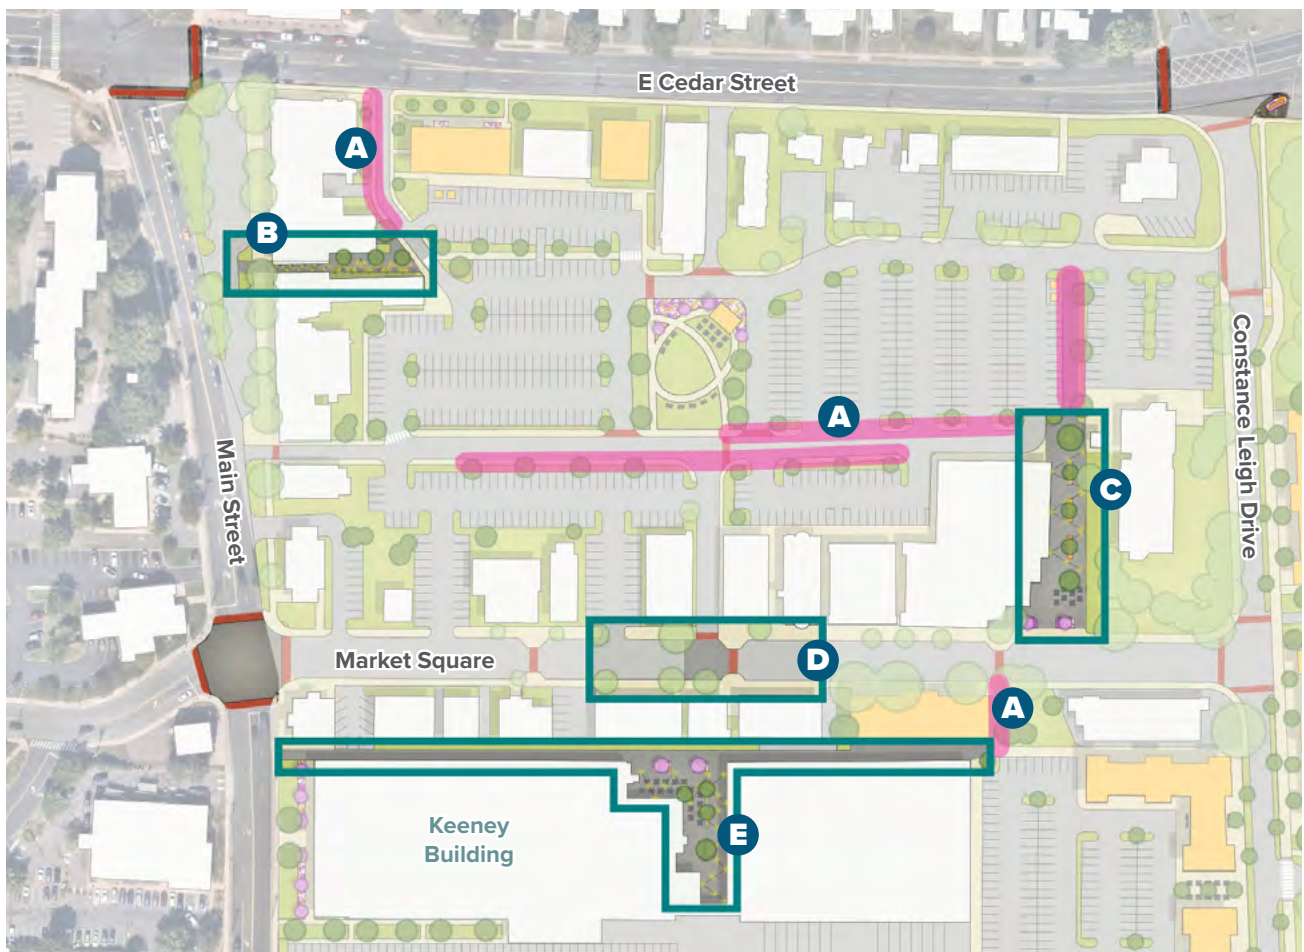 E Cedar Street
A
B
A
Constance Leigh Drive
Main Street
C
Market Square
D
A
Keeney
Building
E